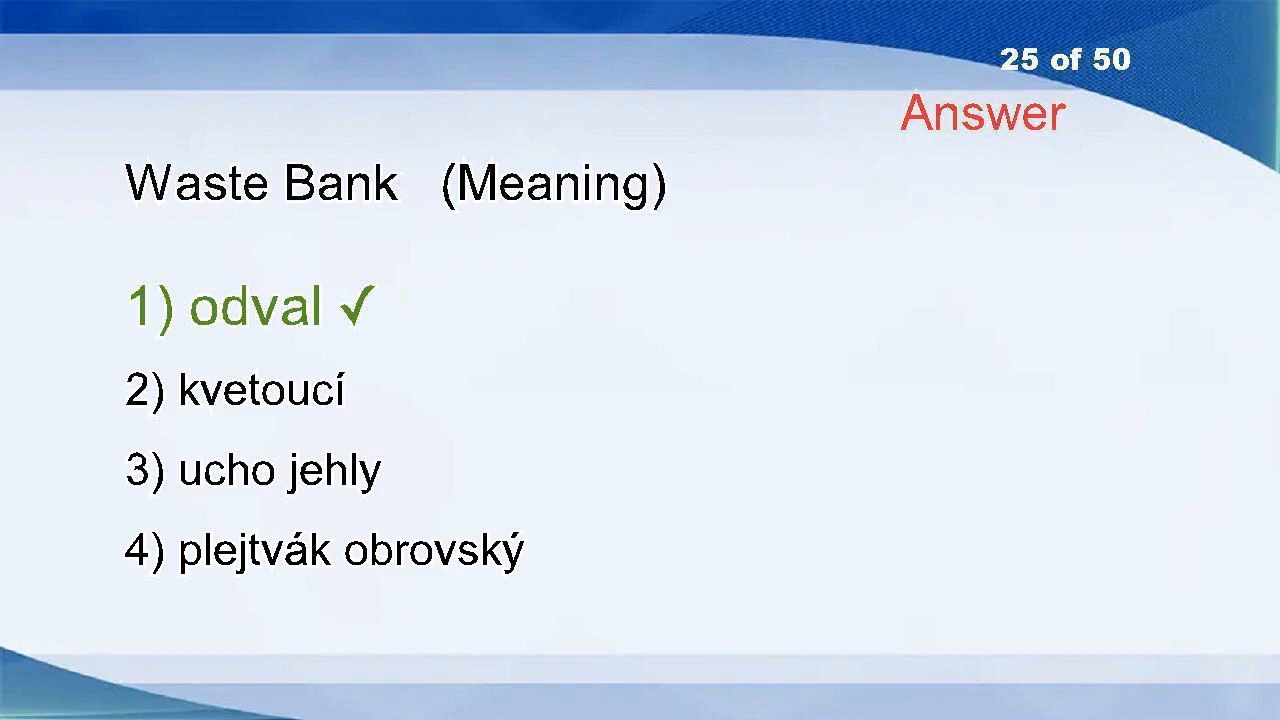 25 of 50
Answer
Waste Bank (Meaning)
1) odval ✓
2) kvetoucí
3) ucho jehly
4) plejtvák obrovský